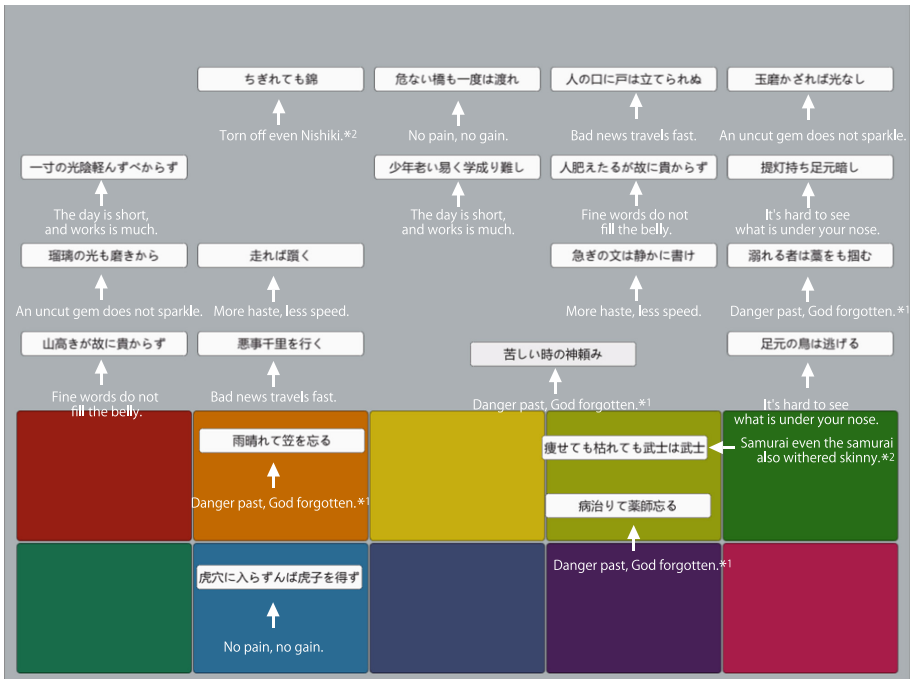 ちぎれても錦
危ない橋も一度は渡れ
人の口に戸は立てられぬ
玉磨かざれば光なし
Torn off even Nishiki.*2
No pain, no gain.
Bad news travels fast.
An uncut gem does not sparkle.
一寸の光陰軽んずべからず
少年老い易く学成り難し
人肥えたるが故に貴からず
提灯持ち足元暗し
The day is short,
and works is much.
The day is short,
and works is much.
Fine words do not
fill the belly.
It's hard to see
what is under your nose.
瑠璃の光も磨きから
走れば躓く
急ぎの文は静かに書け
溺れる者は藁をも掴む
An uncut gem does not sparkle.
More haste, less speed.
More haste, less speed.
Danger past, God forgotten.*1
山高きが故に貴からず
悪事千里を行く
苦しい時の神頼み
足元の鳥は逃げる
Fine words do not
fill the belly.
Bad news travels fast.
Danger past, God forgotten.*1
It's hard to see
what is under your nose.
雨晴れて笠を忘る
痩せても枯れても武士は武士
Samurai even the samurai
also withered skinny.*2
Danger past, God forgotten.*1
病治りて薬師忘る
Danger past, God forgotten.*1
虎穴に入らずんば虎子を得ず
No pain, no gain.